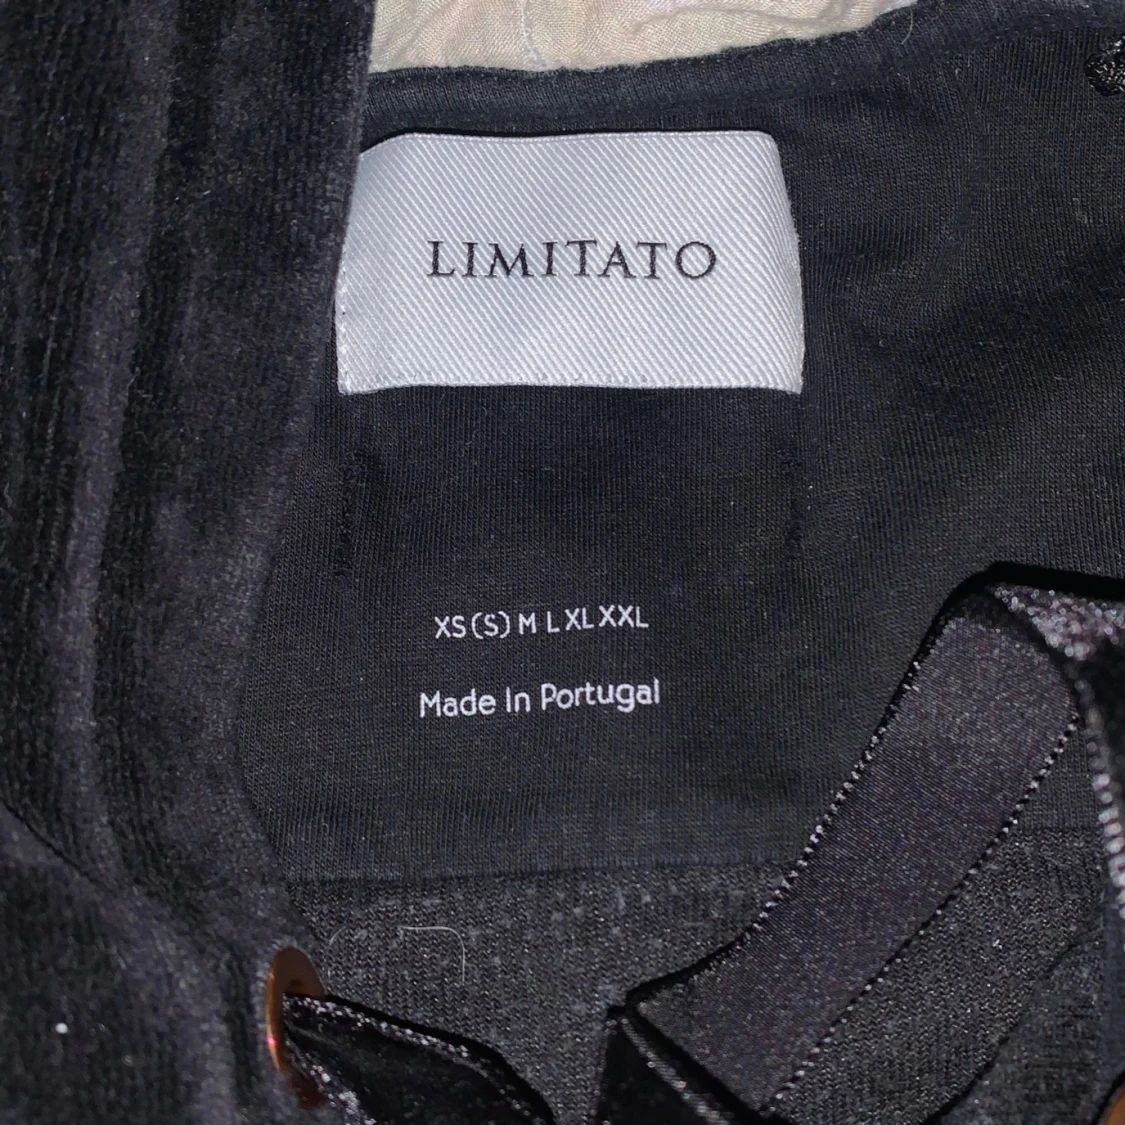 LIMITATO
XS (S) M L XL XXL
Made In Portugal